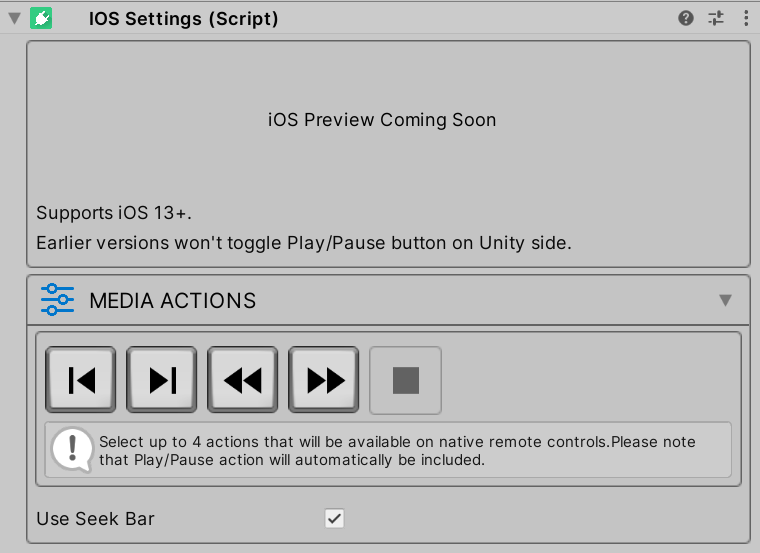 IOS Settings (Script)
iOS Preview Coming Soon
Supports iOS 13+.
Earlier versions won't toggle Play/Pause button on Unity side.
MEDIA ACTIONS
Select up to 4 actions that will be available on native remote controls.Please note
that Play/Pause action will automatically be included.
Use Seek Bar